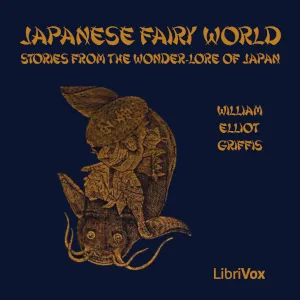 JAPANESE FAIRY WORLD
STORIES FROM THE WONDER-LORE OF JAPAN
WILLIAM
ELLIOT
GRIFFIS
LibriVox